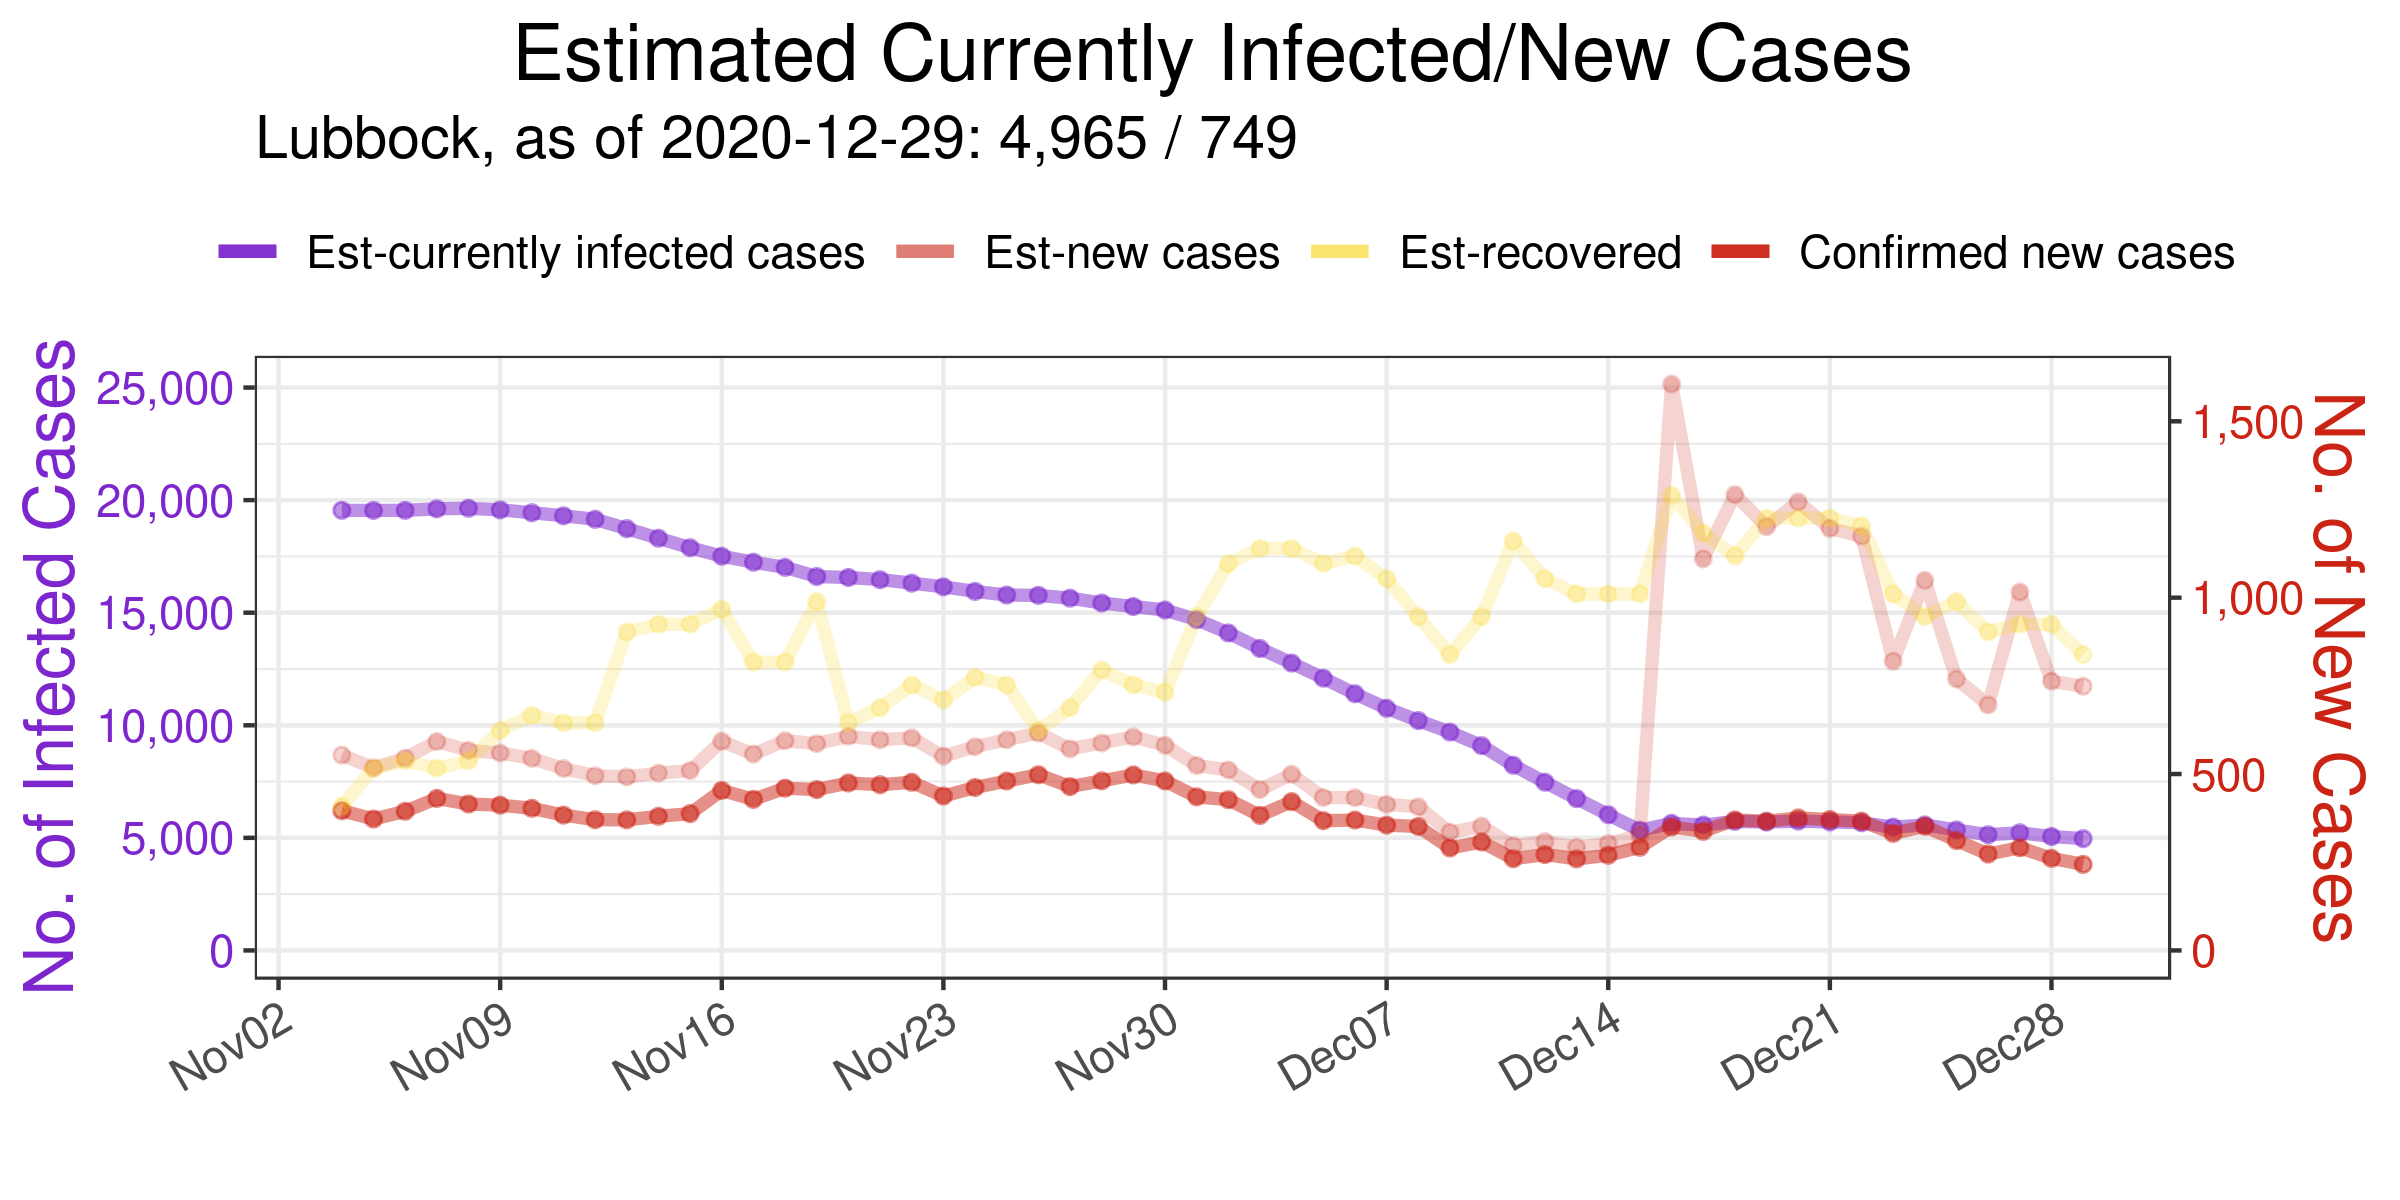 Estimated Currently Infected/New Cases
Lubbock, as of 2020-12-29: 4,965 / 749
Est-currently infected cases Est-new cases Est-recovered Confirmed new cases
No. of Infected Cases
25,000
20,000
15,000
10,000
5,000
0
1,500
1,000
500
0
No. of New Cases
Nov02 Nov09 Nov16 Nov23 Nov30 Dec07 Dec14 Dec21 Dec28